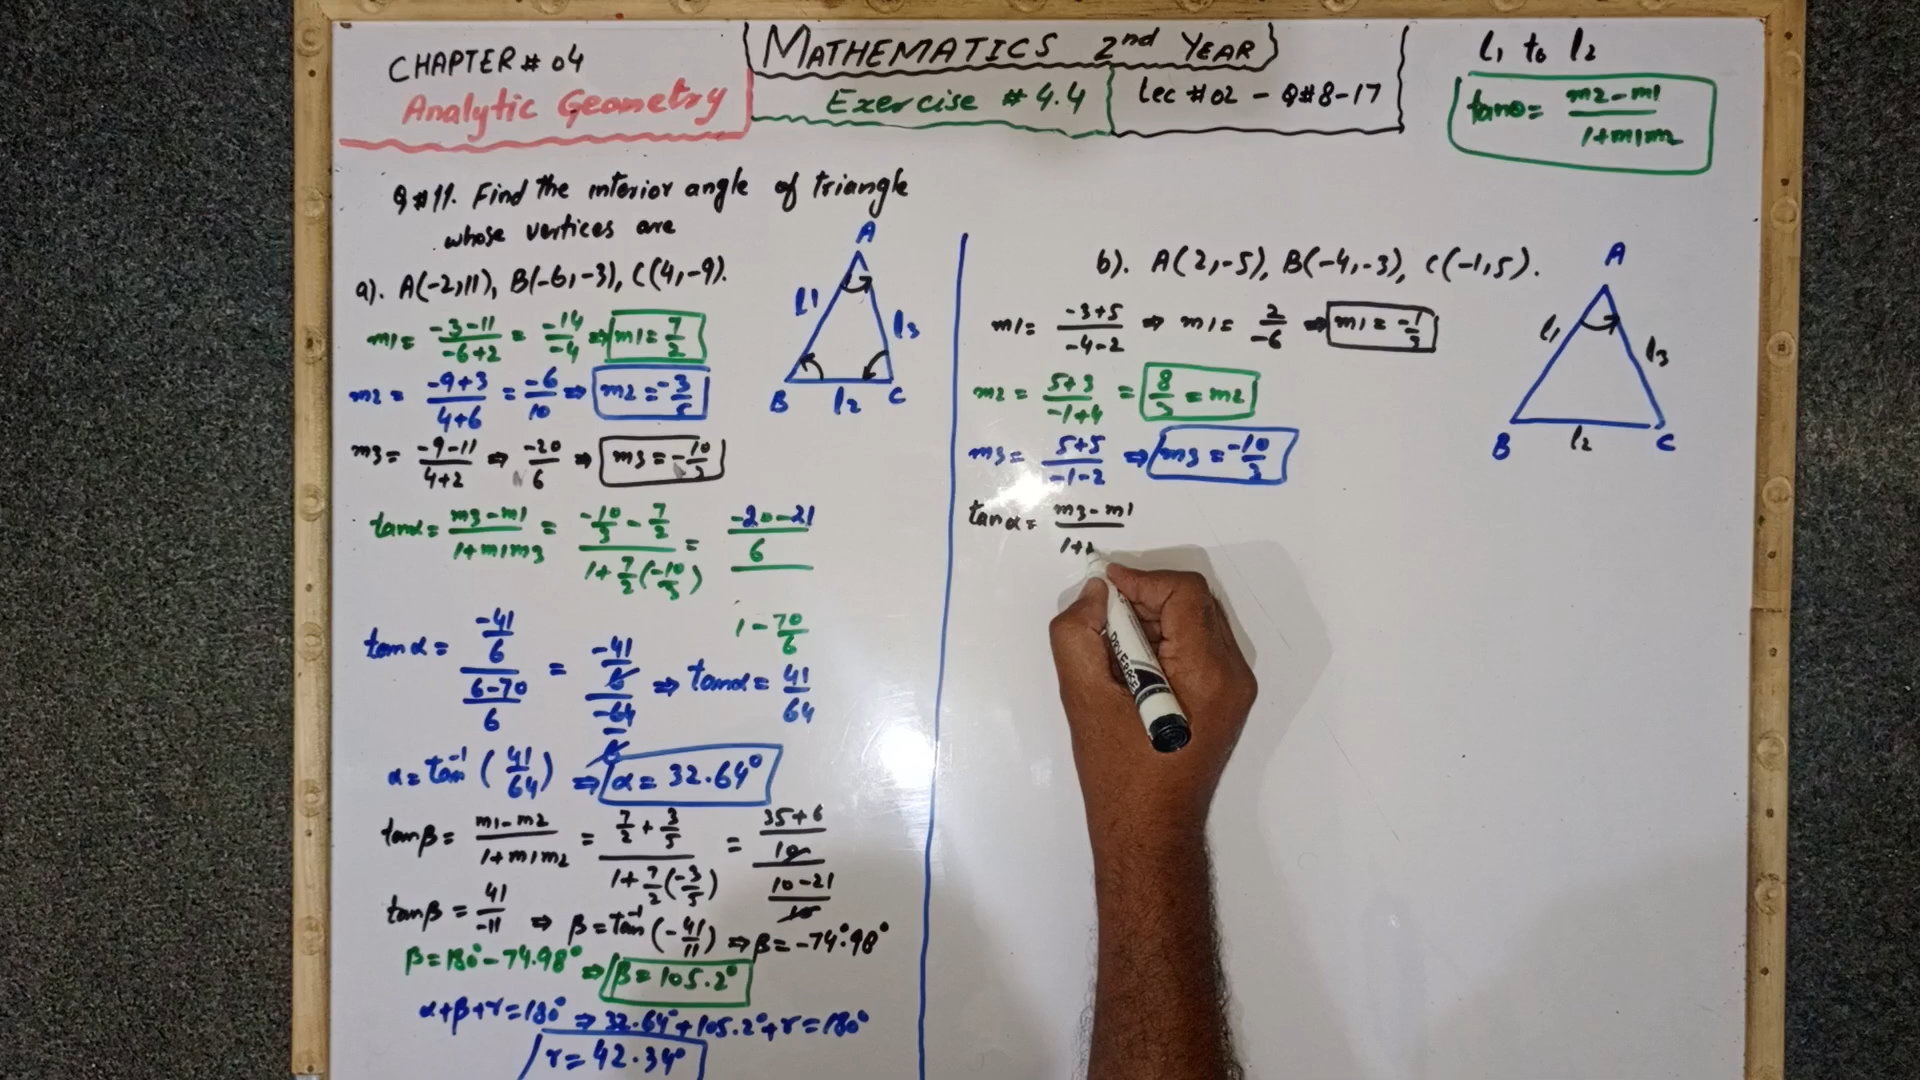 CHAPTER # 04
Analytic Geometry
MATHEMATICS 2nd YEAR
Exercise # 4.4
Lec # 02 - Q#8-17
l1 to l2
tanθ = m2-m1 / 1+m1m2
Q#11. Find the interior angle of triangle
whose vertices are
a). A(-2,11), B(-6,-3), C(4,-9).
m1 = -3-11 / -6+2 = -14/-4 ⇒ m1 = 7/2
m2 = -9+3 / 4+6 = -6/10 ⇒ m2 = -3/5
m3 = -9-11 / 4+2 ⇒ -20/6 ⇒ m3 = -10/3
A
l1
l3
B l2 C
tanα = m3-m1 / 1+m1m3 = -10/3 - 7/2 / 1+7/2(-10/3) = -20-21/6 / 1-70/6
tanα = -41/6 / 6-70/6 = -41/6 / -64/6 ⇒ tanα = 41/64
α = tan⁻¹(41/64) ⇒ α = 32.64°
tanβ = m1-m2 / 1+m1m2 = 7/2 + 3/5 / 1+7/2(-3/5) = 35+6/10 / 10-21/10
tanβ = 41/-11 ⇒ β = tan⁻¹(-41/11) ⇒ β = -74.98°
β = 180° - 74.98° ⇒ β = 105.2°
α+β+r = 180° ⇒ 32.64° + 105.2° + r = 180°
r = 42.34°
b). A(2,-5), B(-4,-3), C(-1,5).
m1 = -3+5 / -4-2 ⇒ m1 = 2/-6 ⇒ m1 = -1/3
m2 = 5+3 / -1+4 = 8/3 = m2
m3 = 5+5 / -1-2 ⇒ m3 = -10/3
tanα = m3-m1 / 1+
A
l1
l3
B l2 C
DRY ERASE